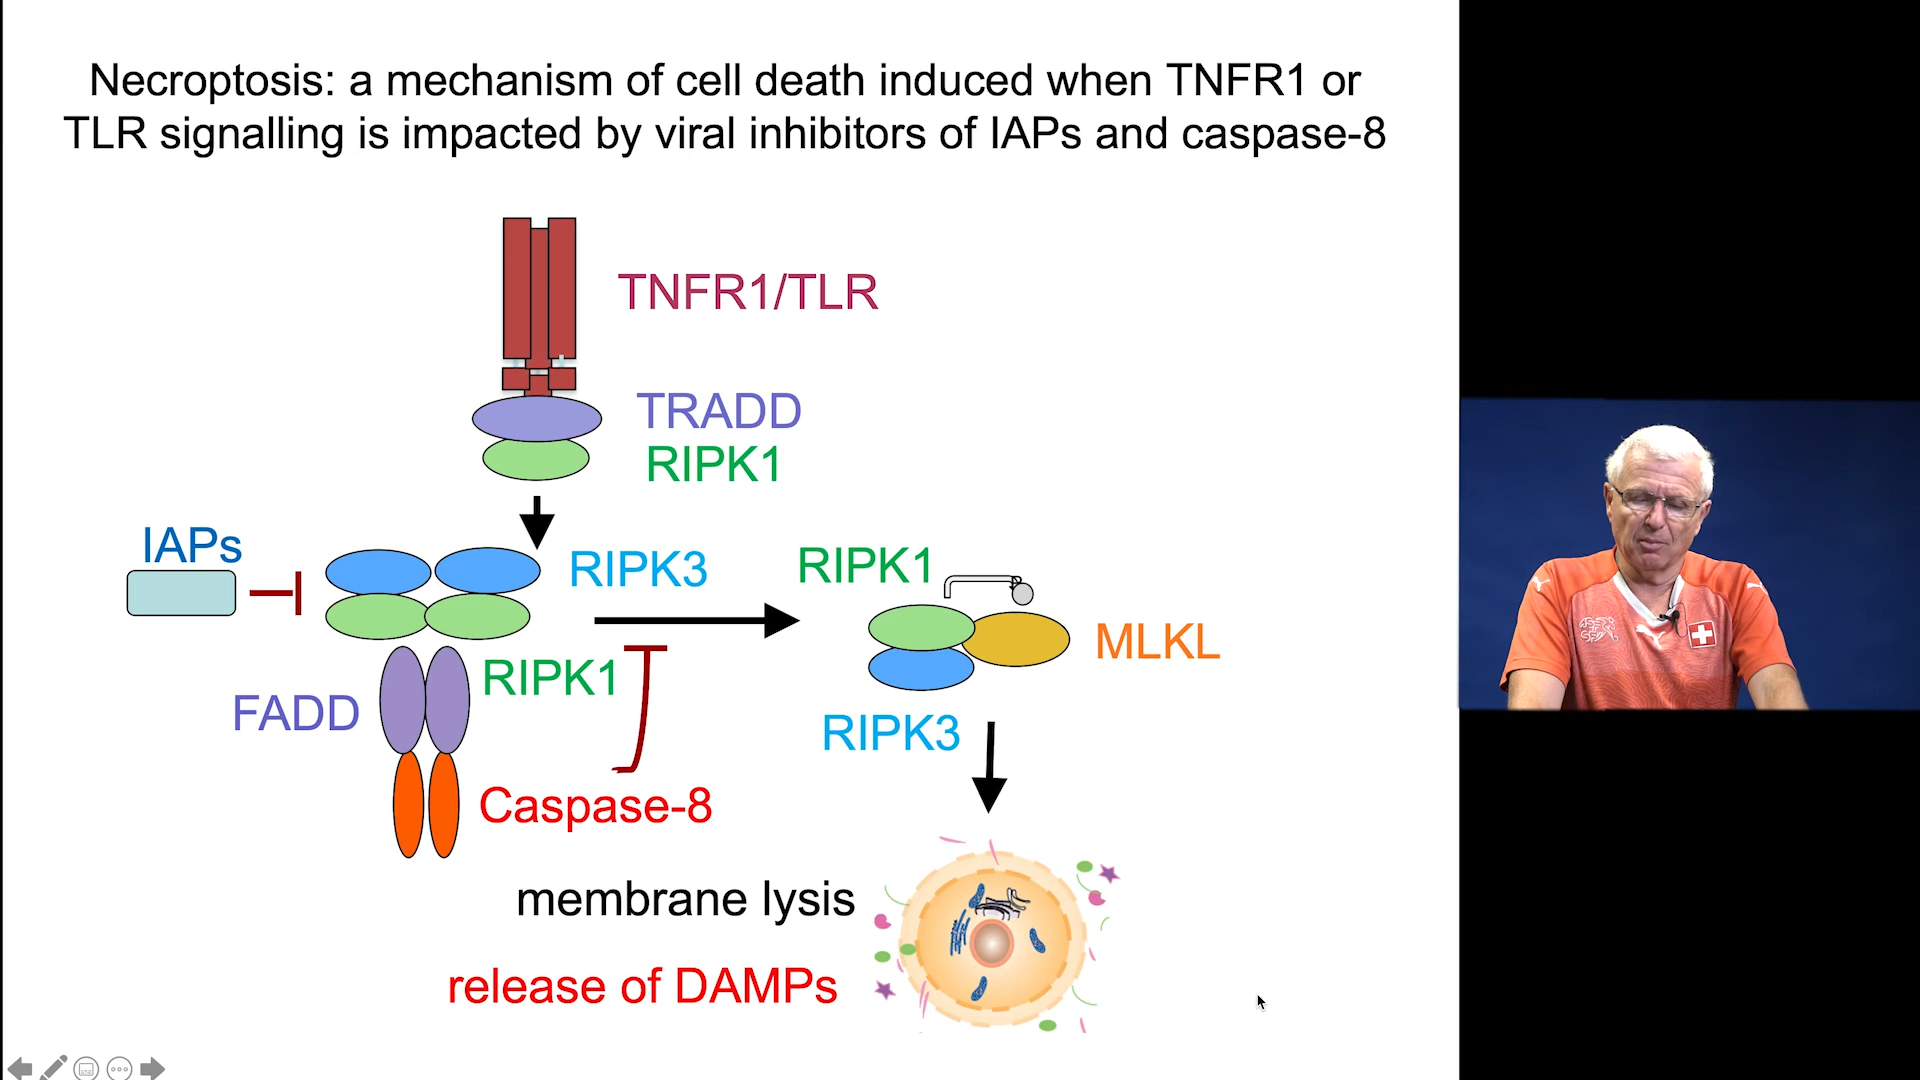 Necroptosis: a mechanism of cell death induced when TNFR1 or
TLR signalling is impacted by viral inhibitors of IAPs and caspase-8
TNFR1/TLR
TRADD
RIPK1
IAPs
RIPK3
RIPK1
MLKL
RIPK1
FADD
RIPK3
Caspase-8
membrane lysis
release of DAMPs